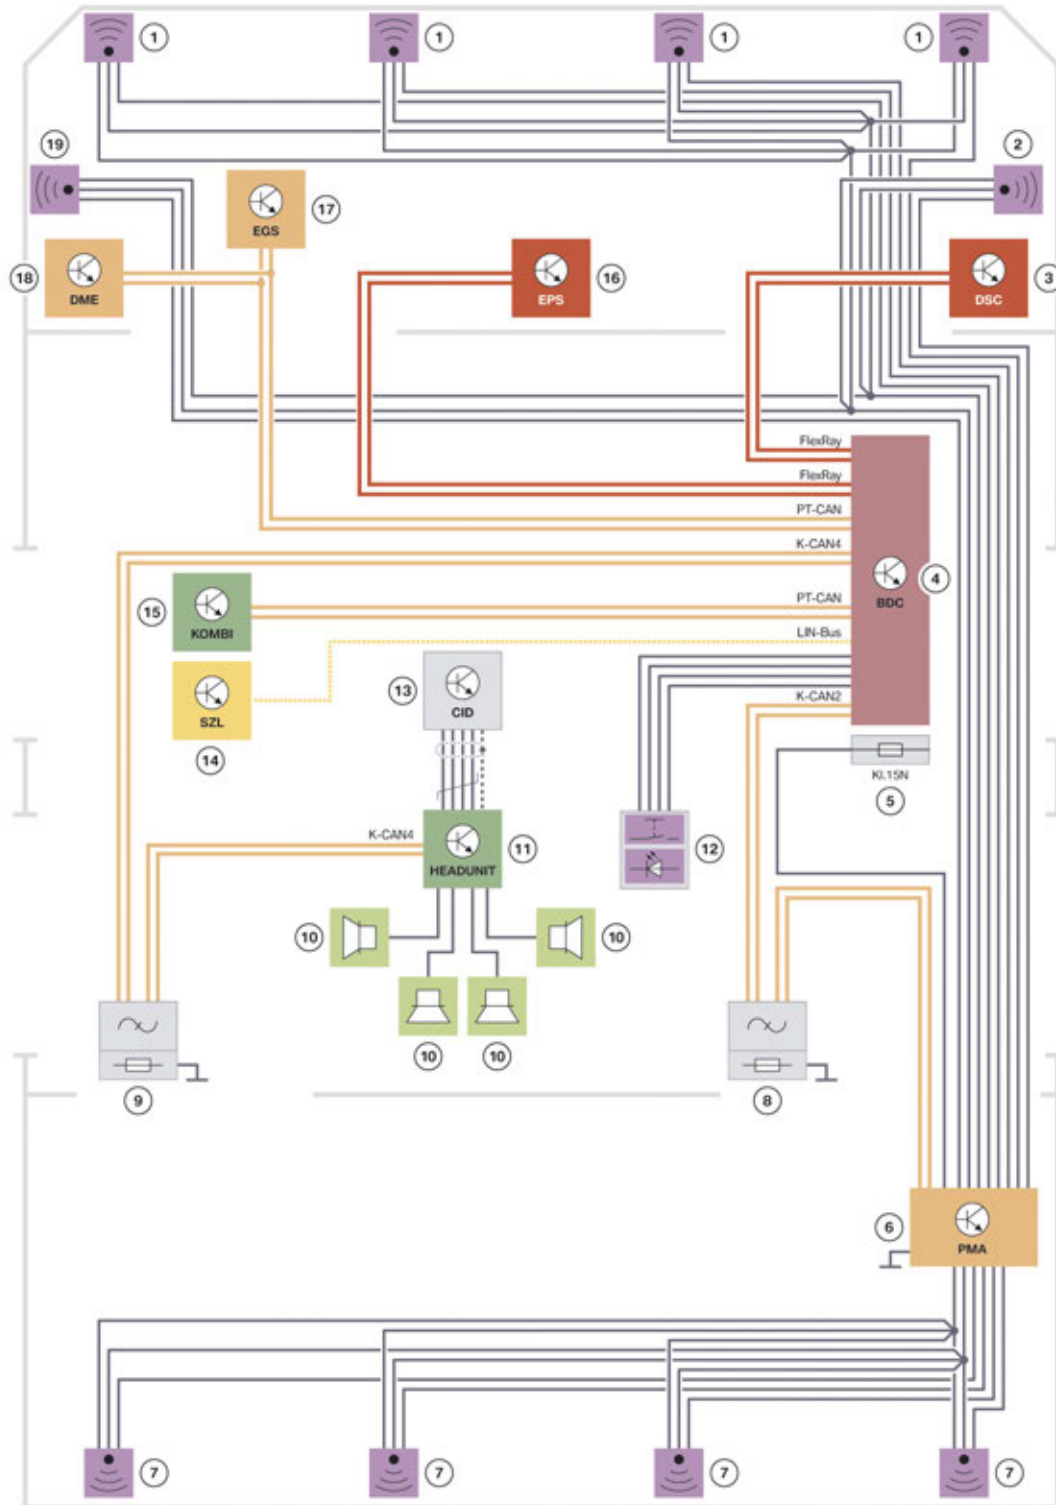 1 1 1 1
19 2
EGS 17
18 DME
EPS 16
DSC 3
FlexRay
FlexRay
PT-CAN
K-CAN4
BDC 4
15 KOMBI
PT-CAN
LIN-Bus
13 CID
SZL
14
K-CAN2
Kl.15N
5
K-CAN4
HEADUNIT 11
12
10 10
10 10
9 8
6 PMA
7 7 7 7